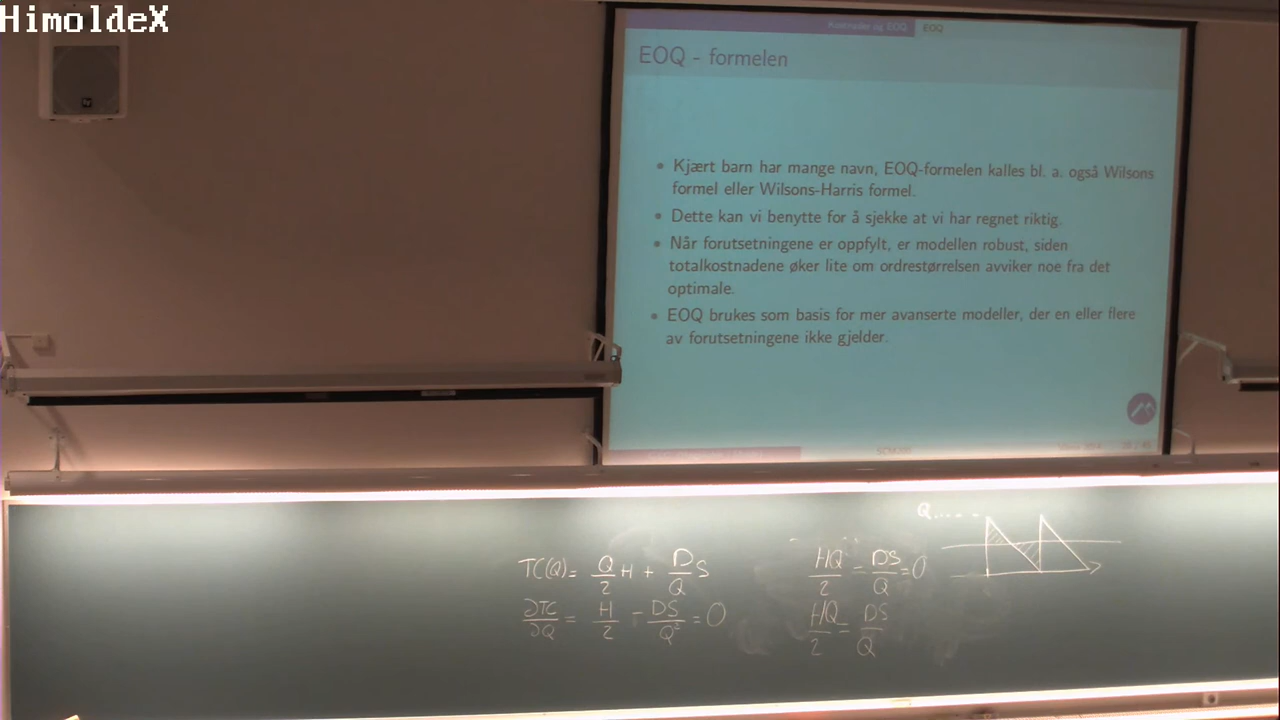 HimoldeX
Kostnader og EOQ EOQ
EOQ - formelen
• Kjært barn har mange navn, EOQ-formelen kalles bl. a. også Wilsons
formel eller Wilsons-Harris formel.
• Dette kan vi benytte for å sjekke at vi har regnet riktig.
• Når forutsetningene er oppfylt, er modellen robust, siden
totalkostnadene øker lite om ordrestørrelsen avviker noe fra det
optimale.
• EOQ brukes som basis for mer avanserte modeller, der en eller flere
av forutsetningene ikke gjelder.
Q
TC(Q) = Q/2 H + D/Q S
∂TC/∂Q = H/2 - DS/Q² = 0
HQ/2 - DS/Q = 0
HQ/2 = DS/Q